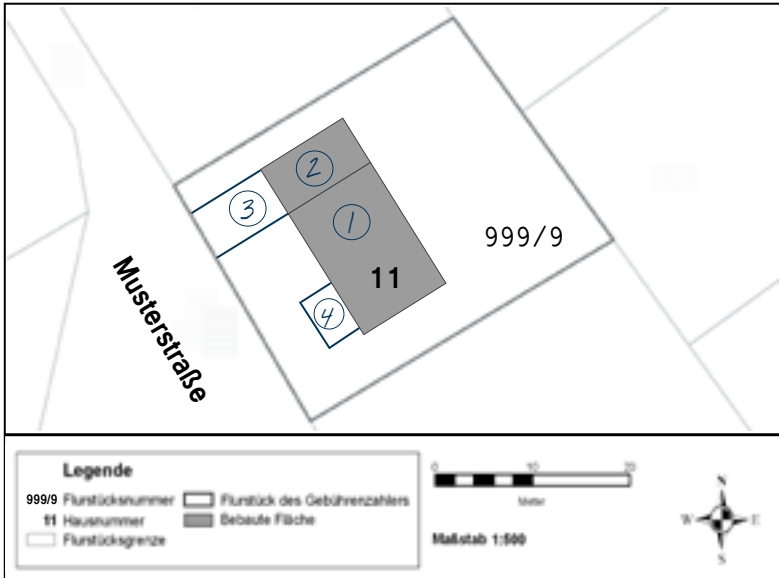 2
3
1
999/9
11
4
Musterstraße
Legende
999/9 Flurstücksnummer
11 Hausnummer
Flurstücksgrenze
Flurstück des Gebührenzahlers
Bebaute Fläche
0 10 20
Meter
Maßstab 1:500
N
W E
S